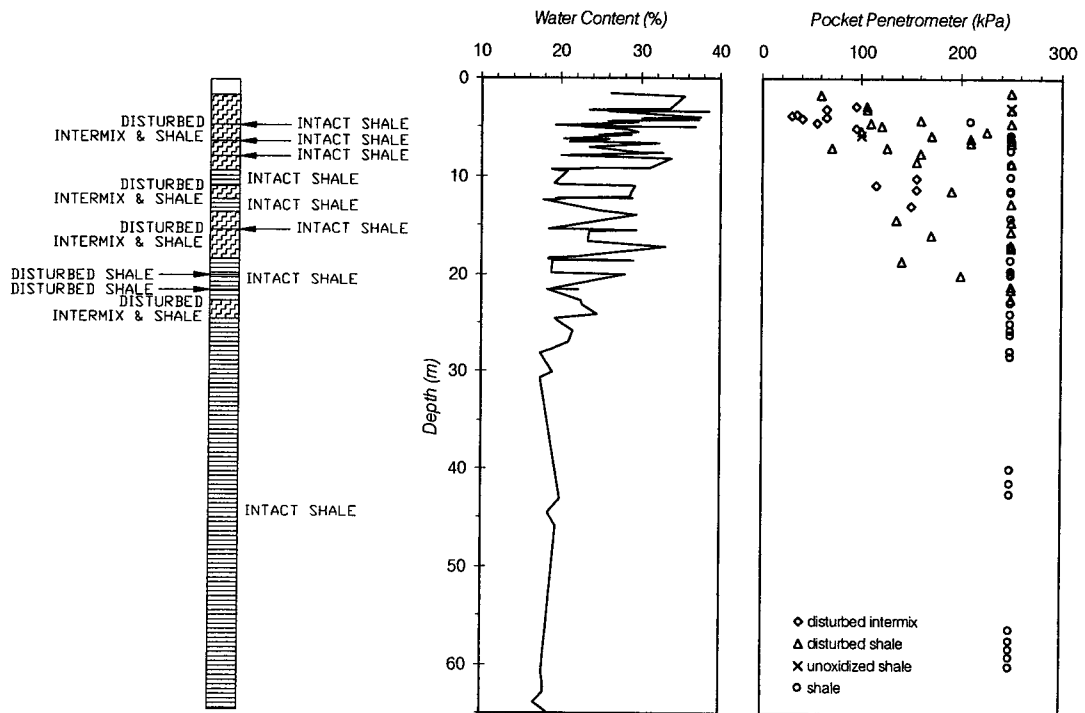 Water Content (%)
10 20 30 40
Pocket Penetrometer (kPa)
0 100 200 300
0
10
20
30
40
50
60
Depth (m)
DISTURBED
INTERMIX & SHALE
INTACT SHALE
INTACT SHALE
INTACT SHALE
INTACT SHALE
DISTURBED
INTERMIX & SHALE
INTACT SHALE
DISTURBED
INTERMIX & SHALE
INTACT SHALE
DISTURBED SHALE
DISTURBED SHALE
INTACT SHALE
DISTURBED
INTERMIX & SHALE
INTACT SHALE
disturbed intermix
disturbed shale
unoxidized shale
shale